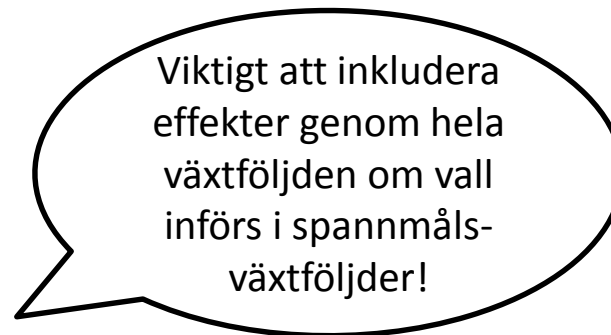 Viktigt att inkludera
effekter genom hela
växtföljden om vall
införs i spannmåls-
växtföljder!